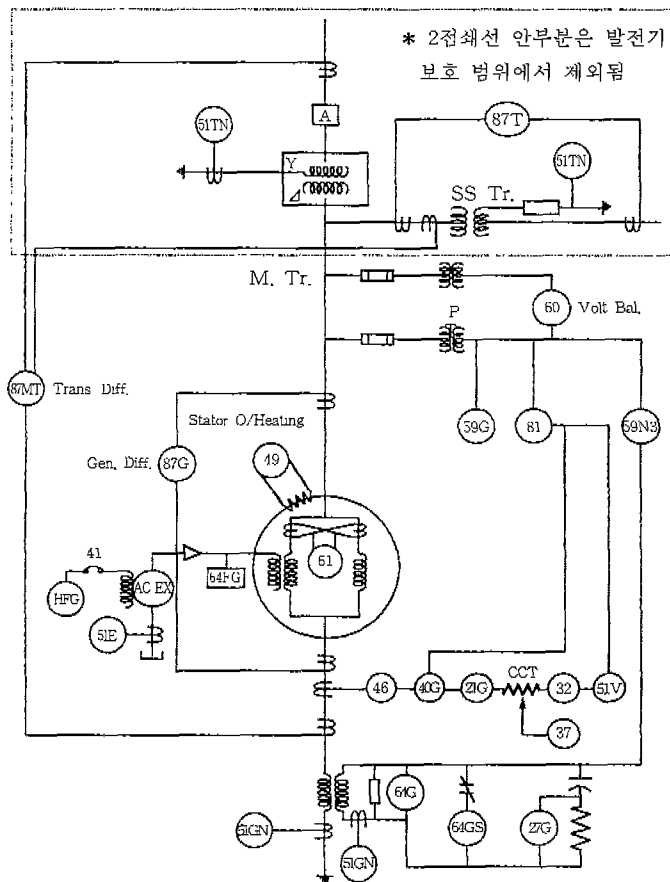 * 2점쇄선 안부분은 발전기
보호 범위에서 제외됨
A
51TN
87T
Y
51TN
SS Tr.
M. Tr.
60
Volt Bal.
P
87MT
Trans Diff.
59G
81
59N3
Stator O/Heating
49
Gen. Diff.
87G
61
41
64FG
HFG
AC EX
51E
46
40G
21G
CCT
32
51V
37
64G
64GS
27G
51GN
51GN